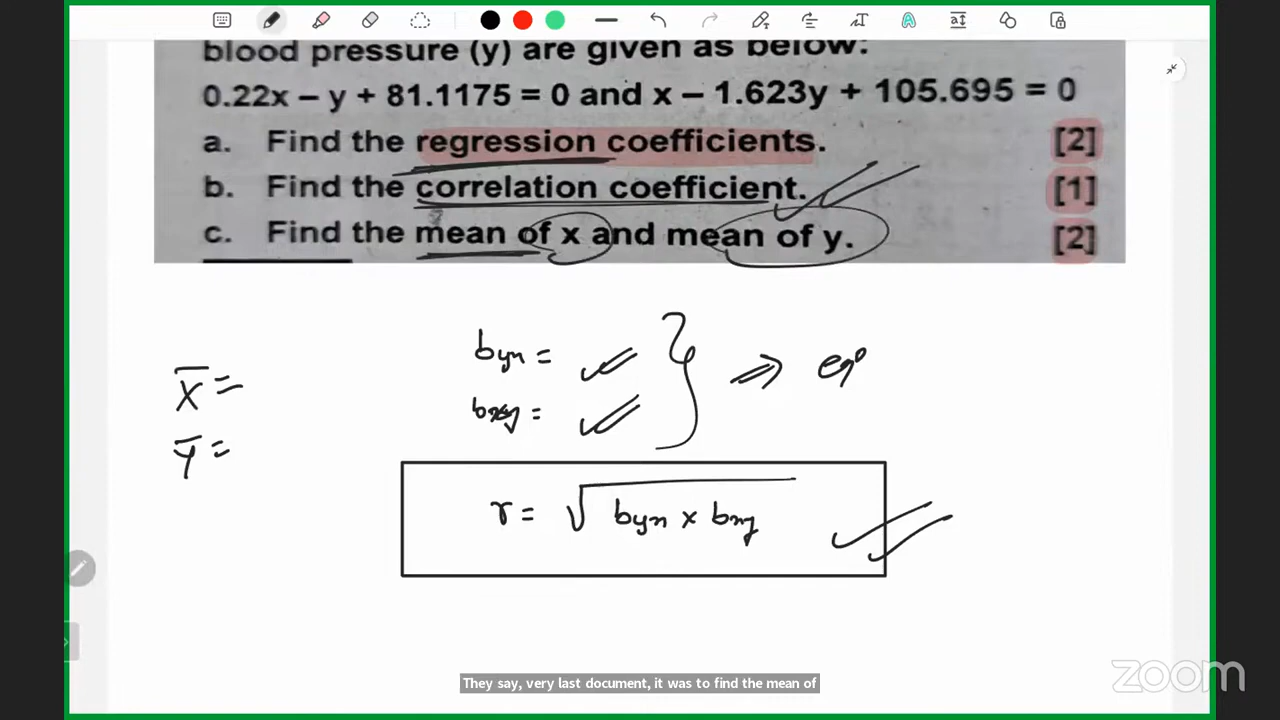 blood pressure (y) are given as below:
0.22x – y + 81.1175 = 0 and x – 1.623y + 105.695 = 0
a. Find the regression coefficients. [2]
b. Find the correlation coefficient. [1]
c. Find the mean of x and mean of y. [2]
byx =
bxy =
X̄ =
Ȳ =
r = √ byx × bxy
They say, very last document, it was to find the mean of
zoom